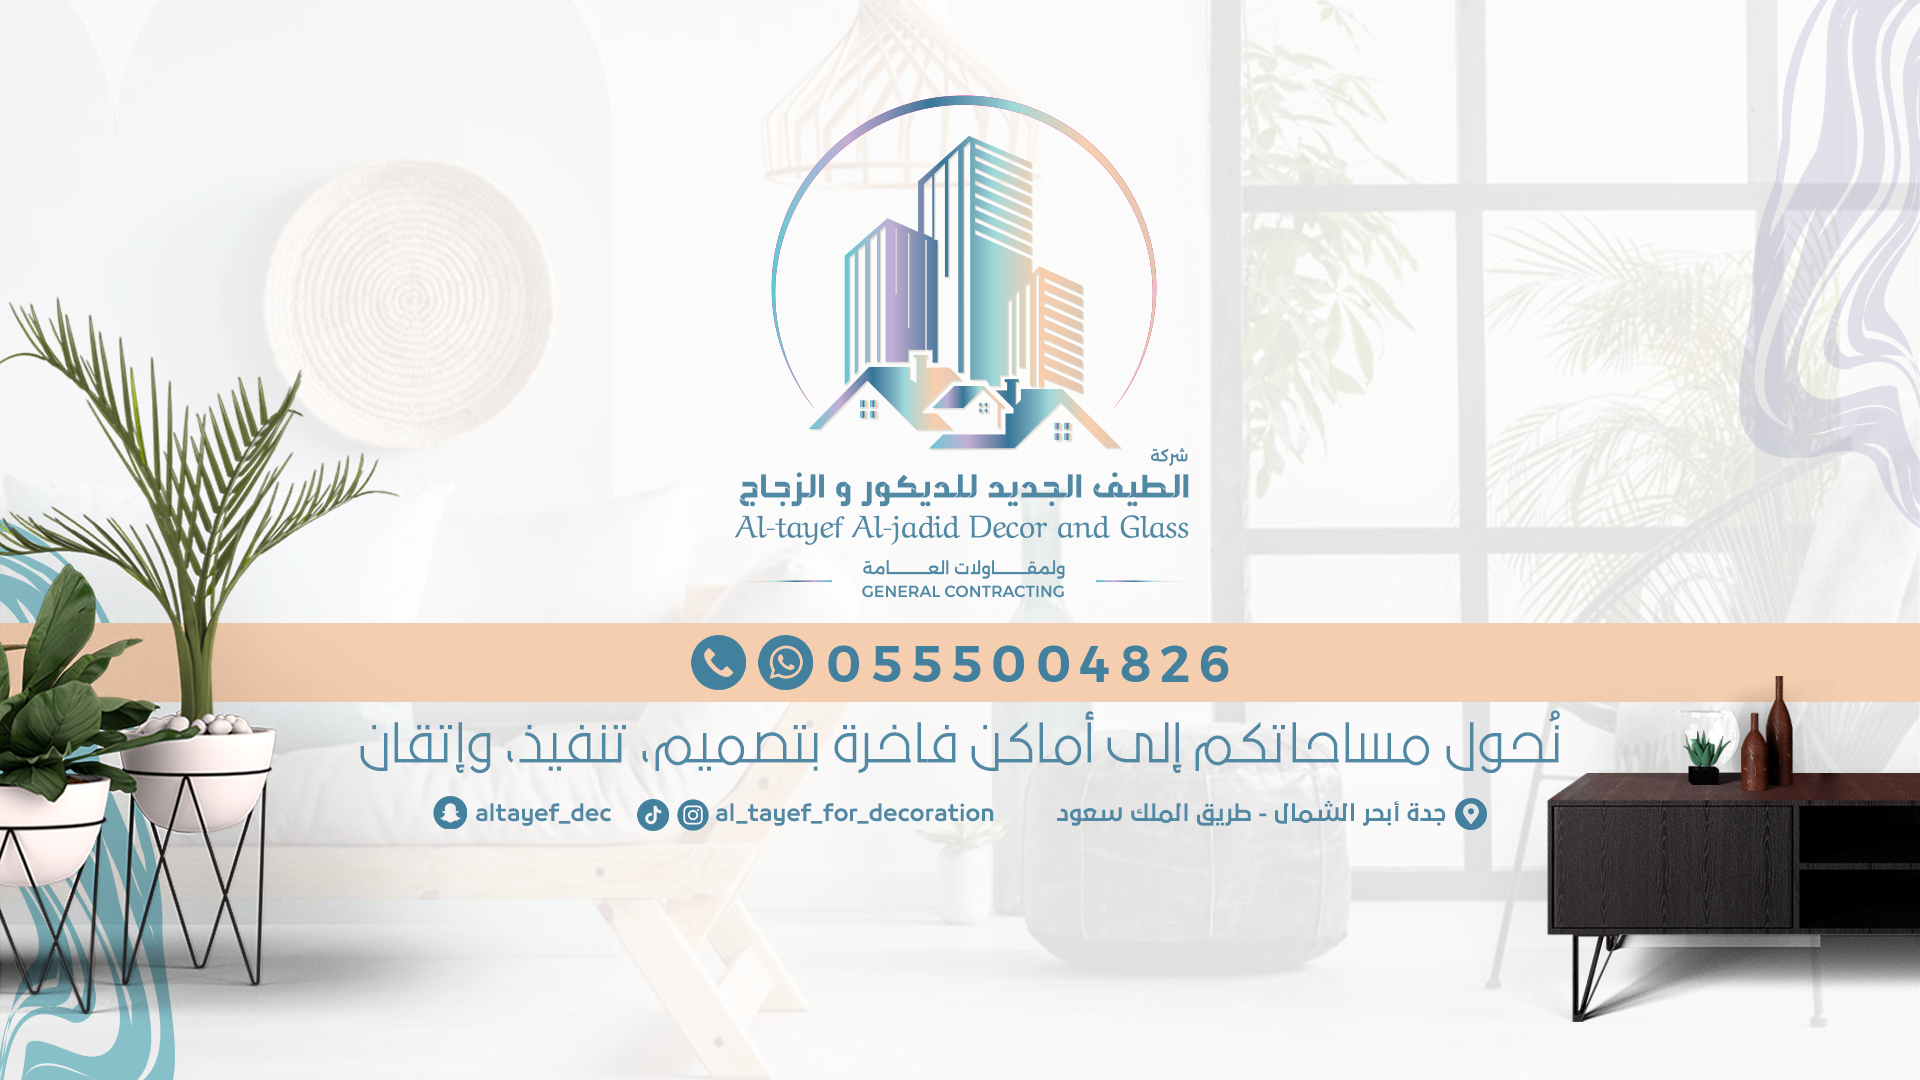 شركة
الطيف الجديد للديكور و الزجاج
Al-tayef Al-jadid Decor and Glass
ولمقـــاولات العــــامة
GENERAL CONTRACTING
0555004826
نُحول مساحاتكم إلى أماكن فاخرة بتصميم، تنفيذ، وإتقان
altayef_dec al_tayef_for_decoration جدة أبحر الشمال - طريق الملك سعود